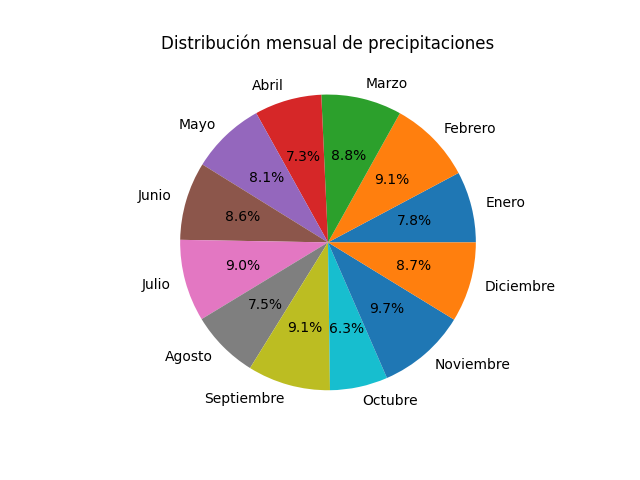 Distribución mensual de precipitaciones
Enero
7.8%
Febrero
9.1%
Marzo
8.8%
Abril
7.3%
Mayo
8.1%
Junio
8.6%
Julio
9.0%
Agosto
7.5%
Septiembre
9.1%
Octubre
6.3%
Noviembre
9.7%
Diciembre
8.7%